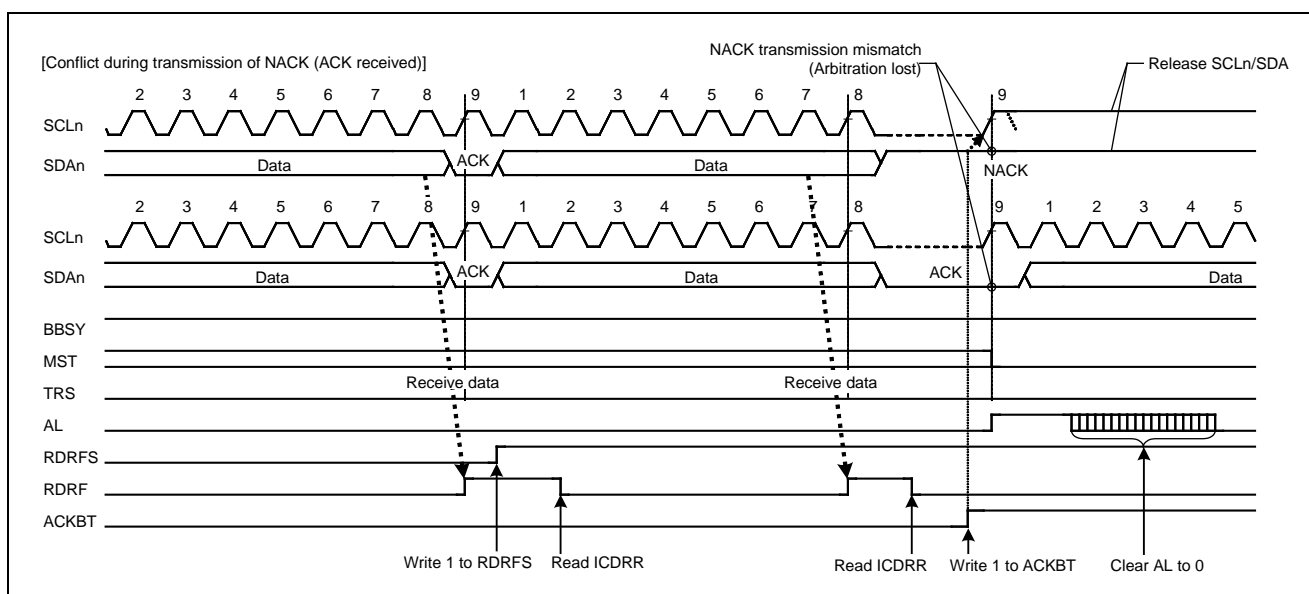 [Conflict during transmission of NACK (ACK received)]
NACK transmission mismatch
(Arbitration lost)
Release SCLn/SDA
2 3 4 5 6 7 8 9 1 2 3 4 5 6 7 8 9
SCLn
SDAn
Data ACK Data NACK
2 3 4 5 6 7 8 9 1 2 3 4 5 6 7 8 9 1 2 3 4 5
SCLn
SDAn
Data ACK Data ACK Data
BBSY
MST
Receive data Receive data
TRS
AL
RDRFS
RDRF
ACKBT
Write 1 to RDRFS Read ICDRR Read ICDRR Write 1 to ACKBT Clear AL to 0